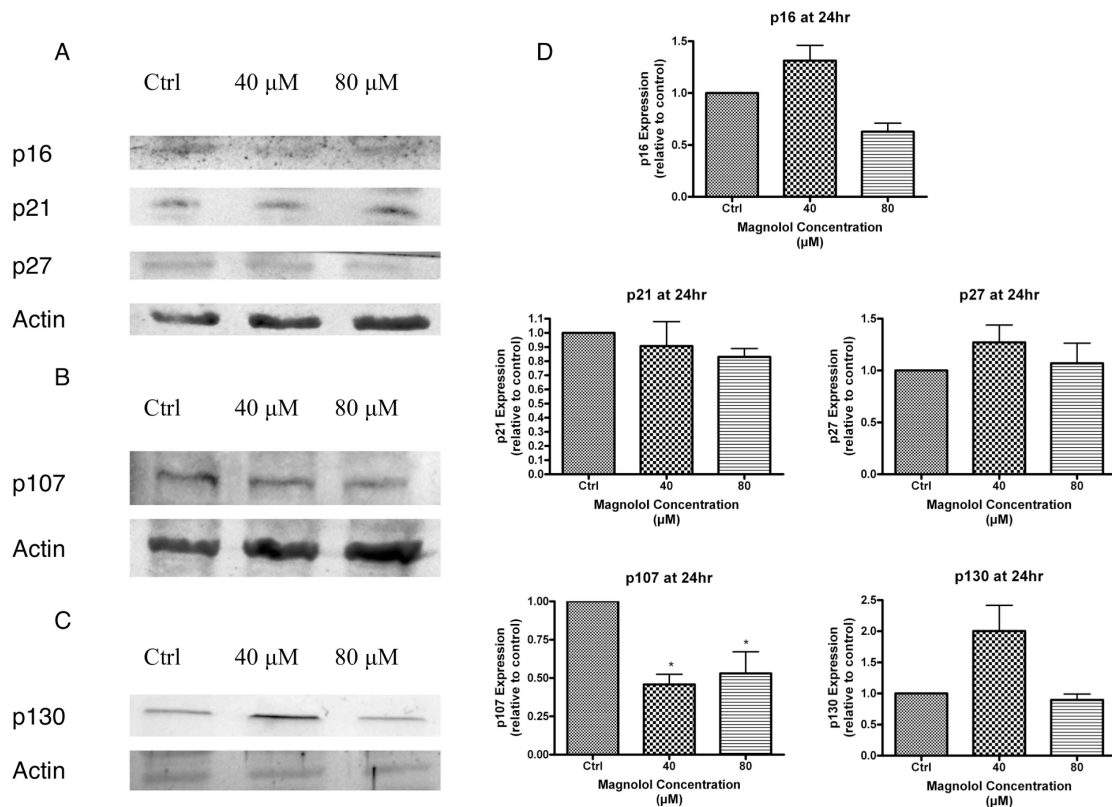 A
Ctrl 40 µM 80 µM
p16
p21
p27
Actin
B
Ctrl 40 µM 80 µM
p107
Actin
C
Ctrl 40 µM 80 µM
p130
Actin
D
p16 at 24hr
p16 Expression
(relative to control)
1.5
1.0
0.5
0.0
Ctrl 40 80
Magnolol Concentration
(µM)
p21 at 24hr
p21 Expression
(relative to control)
1.1
1.0
0.9
0.8
0.7
0.6
0.5
0.4
0.3
0.2
0.1
0.0
Ctrl 40 80
Magnolol Concentration
(µM)
p27 at 24hr
p27 Expression
(relative to control)
1.5
1.0
0.5
0.0
Ctrl 40 80
Magnolol Concentration
(µM)
p107 at 24hr
p107 Expression
(relative to control)
1.00
0.75
0.50
0.25
0.00
* *
Ctrl 40 80
Magnolol Concentration
(µM)
p130 at 24hr
p130 Expression
(relative to control)
2.5
2.0
1.5
1.0
0.5
0.0
Ctrl 40 80
Magnolol Concentration
(µM)